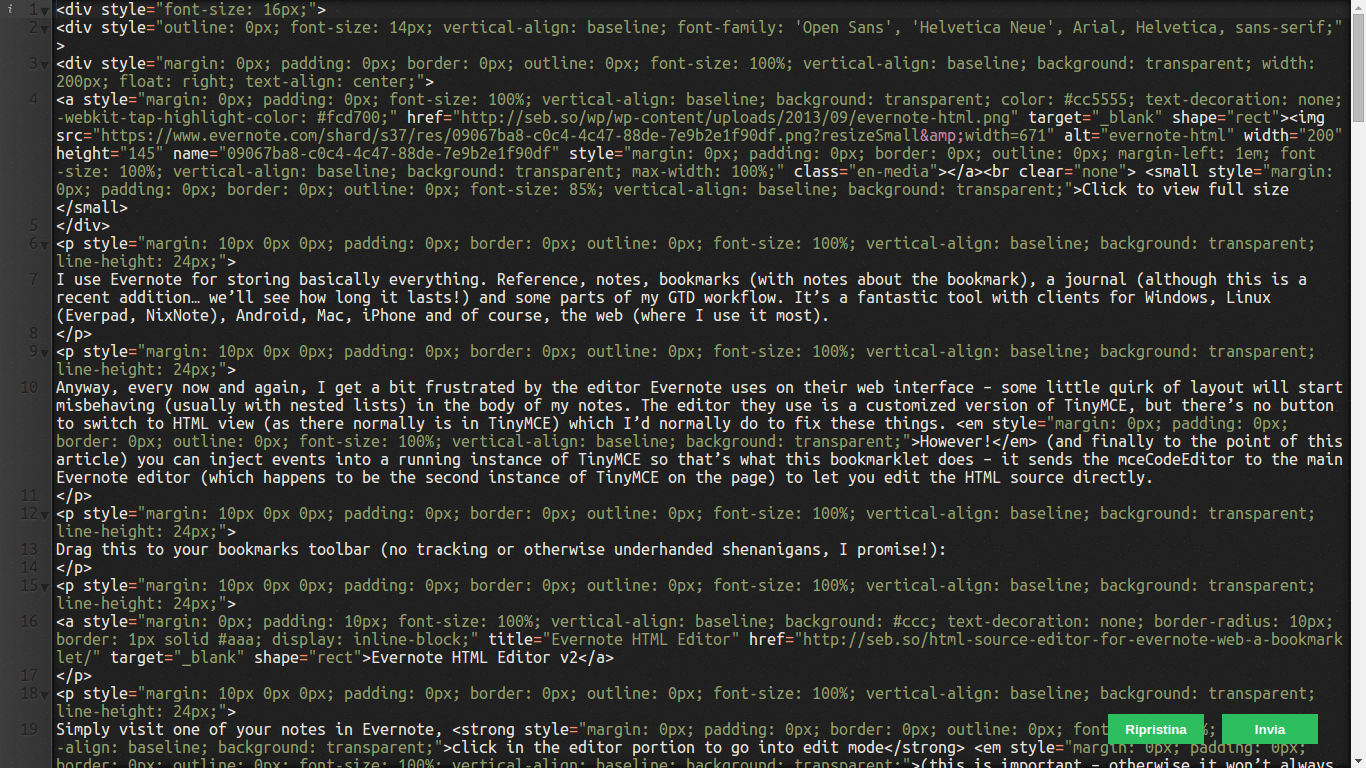 i 1 <div style="font-size: 16px;">
2 <div style="outline: 0px; font-size: 14px; vertical-align: baseline; font-family: 'Open Sans', 'Helvetica Neue', Arial, Helvetica, sans-serif;"
>
3 <div style="margin: 0px; padding: 0px; border: 0px; outline: 0px; font-size: 100%; vertical-align: baseline; background: transparent; width:
200px; float: right; text-align: center;">
4 <a style="margin: 0px; padding: 0px; font-size: 100%; vertical-align: baseline; background: transparent; color: #cc5555; text-decoration: none;
-webkit-tap-highlight-color: #fcd700;" href="http://seb.so/wp/wp-content/uploads/2013/09/evernote-html.png" target="_blank" shape="rect"><img
src="https://www.evernote.com/shard/s37/res/09067ba8-c0c4-4c47-88de-7e9b2e1f90df.png?resizeSmall&amp;width=671" alt="evernote-html" width="200"
height="145" name="09067ba8-c0c4-4c47-88de-7e9b2e1f90df" style="margin: 0px; padding: 0px; border: 0px; outline: 0px; margin-left: 1em; font
-size: 100%; vertical-align: baseline; background: transparent; max-width: 100%;" class="en-media"></a><br clear="none"> <small style="margin:
0px; padding: 0px; border: 0px; outline: 0px; font-size: 85%; vertical-align: baseline; background: transparent;">Click to view full size
</small>
5 </div>
6 <p style="margin: 10px 0px 0px; padding: 0px; border: 0px; outline: 0px; font-size: 100%; vertical-align: baseline; background: transparent;
line-height: 24px;">
7 I use Evernote for storing basically everything. Reference, notes, bookmarks (with notes about the bookmark), a journal (although this is a
recent addition… we’ll see how long it lasts!) and some parts of my GTD workflow. It’s a fantastic tool with clients for Windows, Linux
(Everpad, NixNote), Android, Mac, iPhone and of course, the web (where I use it most).
8 </p>
9 <p style="margin: 10px 0px 0px; padding: 0px; border: 0px; outline: 0px; font-size: 100%; vertical-align: baseline; background: transparent;
line-height: 24px;">
10 Anyway, every now and again, I get a bit frustrated by the editor Evernote uses on their web interface – some little quirk of layout will start
misbehaving (usually with nested lists) in the body of my notes. The editor they use is a customized version of TinyMCE, but there’s no button
to switch to HTML view (as there normally is in TinyMCE) which I’d normally do to fix these things. <em style="margin: 0px; padding: 0px;
border: 0px; outline: 0px; font-size: 100%; vertical-align: baseline; background: transparent;">However!</em> (and finally to the point of this
article) you can inject events into a running instance of TinyMCE so that’s what this bookmarklet does – it sends the mceCodeEditor to the main
Evernote editor (which happens to be the second instance of TinyMCE on the page) to let you edit the HTML source directly.
11 </p>
12 <p style="margin: 10px 0px 0px; padding: 0px; border: 0px; outline: 0px; font-size: 100%; vertical-align: baseline; background: transparent;
line-height: 24px;">
13 Drag this to your bookmarks toolbar (no tracking or otherwise underhanded shenanigans, I promise!):
14 </p>
15 <p style="margin: 10px 0px 0px; padding: 0px; border: 0px; outline: 0px; font-size: 100%; vertical-align: baseline; background: transparent;
line-height: 24px;">
16 <a style="margin: 0px; padding: 10px; font-size: 100%; vertical-align: baseline; background: #ccc; text-decoration: none; border-radius: 10px;
border: 1px solid #aaa; display: inline-block;" title="Evernote HTML Editor" href="http://seb.so/html-source-editor-for-evernote-web-a-bookmark
let/" target="_blank" shape="rect">Evernote HTML Editor v2</a>
17 </p>
18 <p style="margin: 10px 0px 0px; padding: 0px; border: 0px; outline: 0px; font-size: 100%; vertical-align: baseline; background: transparent;
line-height: 24px;">
19 Simply visit one of your notes in Evernote, <strong style="margin: 0px; padding: 0px; border: 0px; outline: 0px; font %;
Ripristina Invia
-align: baseline; background: transparent;">click in the editor portion to go into edit mode</strong> <em style="margin: 0px; padding: 0px;
border: 0px; outline: 0px; font-size: 100%; vertical-align: baseline; background: transparent;">(this is important – otherwise it won’t always